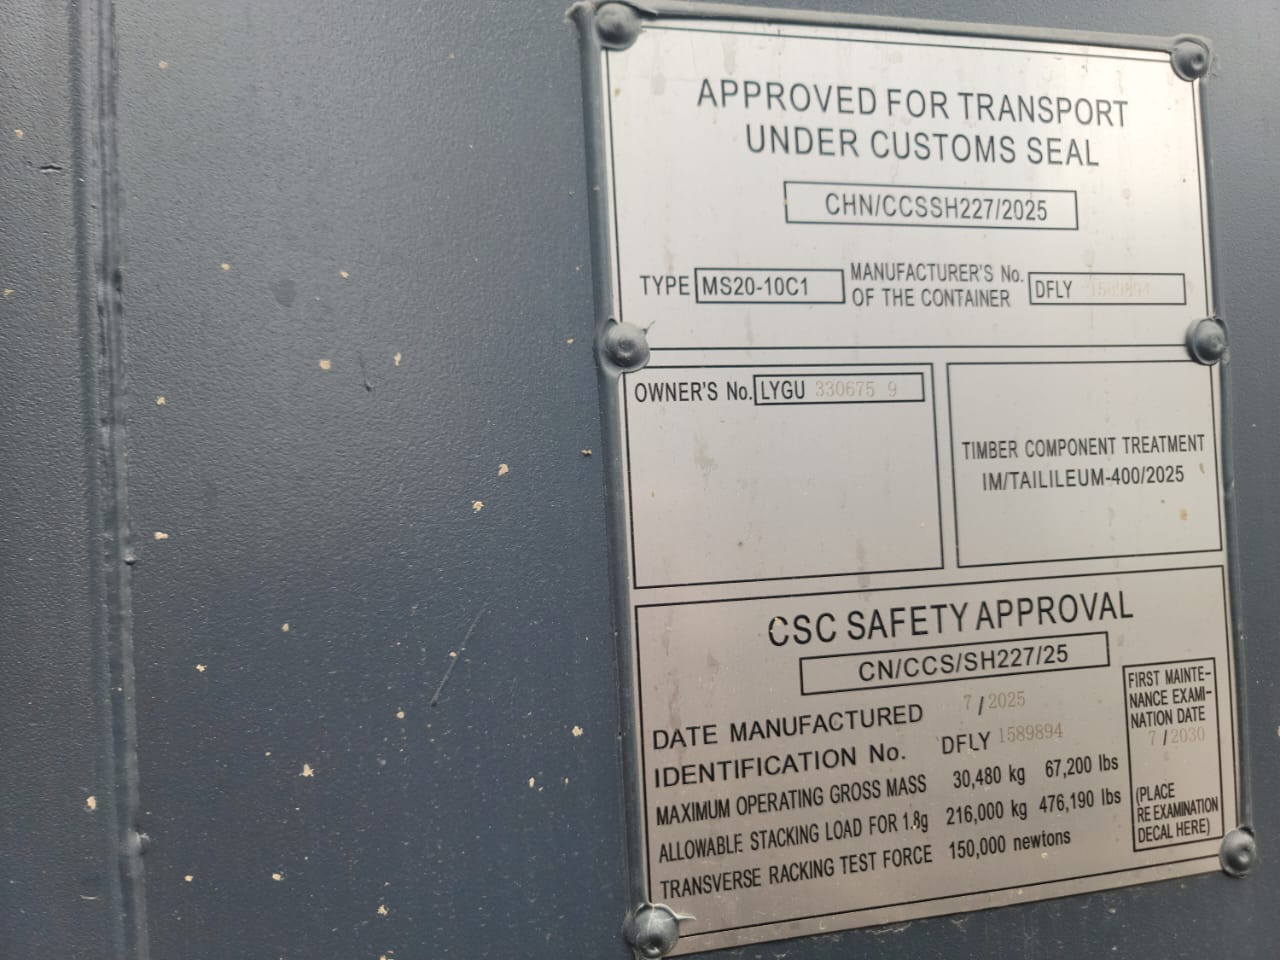 APPROVED FOR TRANSPORT
UNDER CUSTOMS SEAL
CHN/CCSSH227/2025
TYPE MS20-10C1 MANUFACTURER'S No. OF THE CONTAINER DFLY 1589894
OWNER'S No. LYGU 330675 9
TIMBER COMPONENT TREATMENT
IM/TAILILEUM-400/2025
CSC SAFETY APPROVAL
CN/CCS/SH227/25
DATE MANUFACTURED 7 / 2025
IDENTIFICATION No. DFLY 1589894
MAXIMUM OPERATING GROSS MASS 30,480 kg 67,200 lbs
ALLOWABLE STACKING LOAD FOR 1.8g 216,000 kg 476,190 lbs
TRANSVERSE RACKING TEST FORCE 150,000 newtons
FIRST MAINTE-
NANCE EXAMI-
NATION DATE
7 / 2030
(PLACE
RE EXAMINATION
DECAL HERE)